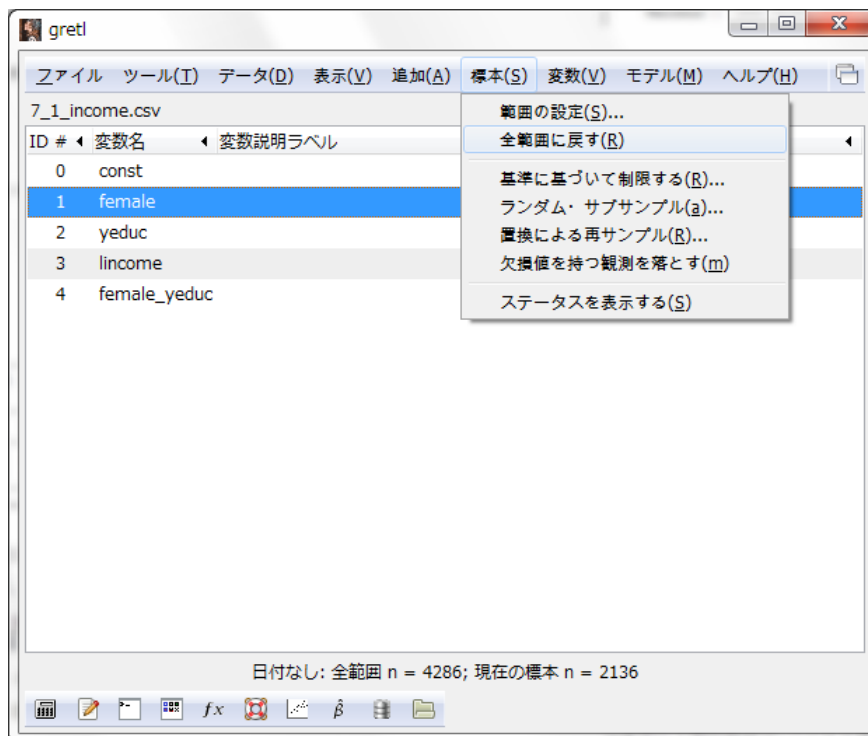 gretl
ファイル ツール(T) データ(D) 表示(V) 追加(A) 標本(S) 変数(V) モデル(M) ヘルプ(H)
7_1_income.csv
ID # 変数名 変数説明ラベル
0 const
1 female
2 yeduc
3 lincome
4 female_yeduc
範囲の設定(S)...
全範囲に戻す(R)
基準に基づいて制限する(R)...
ランダム・サブサンプル(a)...
置換による再サンプル(R)...
欠損値を持つ観測を落とす(m)
ステータスを表示する(S)
日付なし: 全範囲 n = 4286; 現在の標本 n = 2136
fx β̂